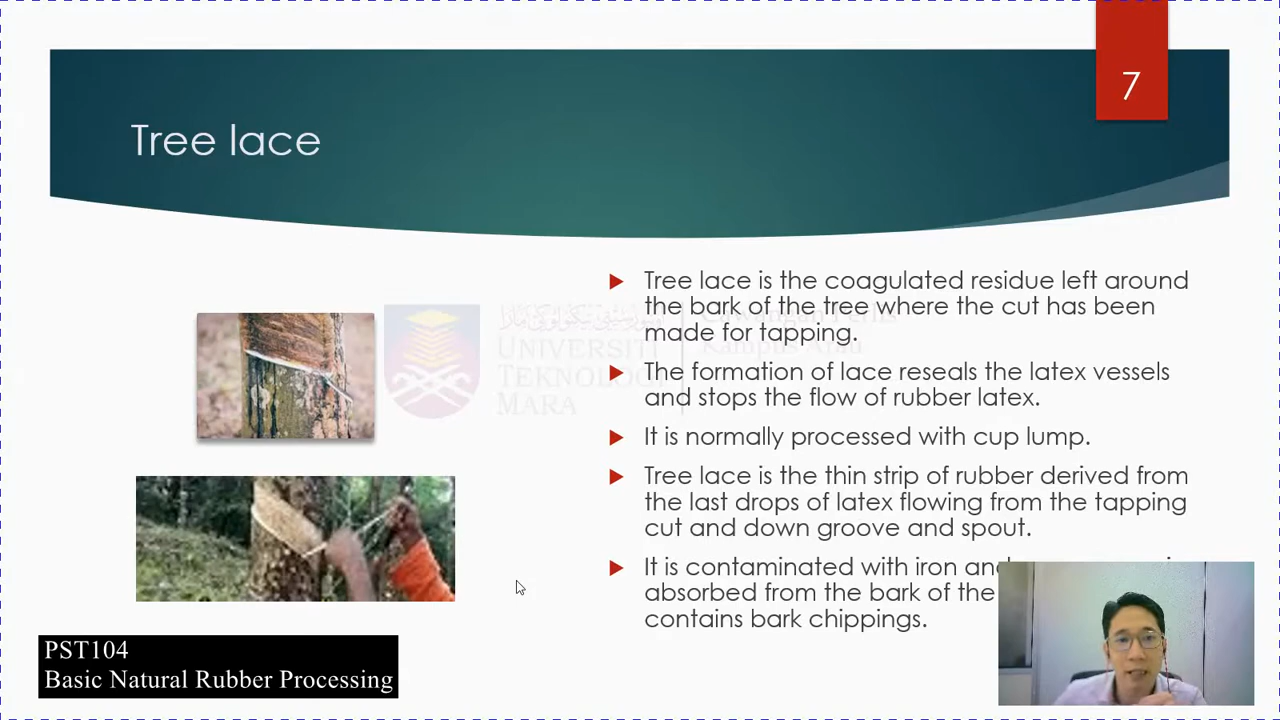 7
Tree lace
Tree lace is the coagulated residue left around
the bark of the tree where the cut has been
made for tapping.
The formation of lace reseals the latex vessels
and stops the flow of rubber latex.
It is normally processed with cup lump.
Tree lace is the thin strip of rubber derived from
the last drops of latex flowing from the tapping
cut and down groove and spout.
It is contaminated with iron and
absorbed from the bark of the
contains bark chippings.
UNIVERSITI
TEKNOLOGI
MARA
PST104
Basic Natural Rubber Processing